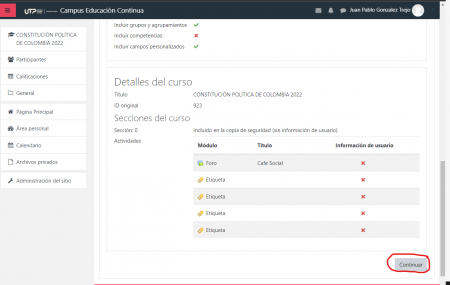 UTP Campus Educación Continua
Juan Pablo Gonzalez Trejo
CONSTITUCIÓN POLÍTICA DE COLOMBIA 2022
Participantes
Calificaciones
General
Página Principal
Área personal
Calendario
Archivos privados
Administración del sitio
Incluir grupos y agrupamientos
Incluir competencias
Incluir campos personalizados
Detalles del curso
Título CONSTITUCIÓN POLÍTICA DE COLOMBIA 2022
ID original 923
Secciones del curso
Sección: 0 Incluido en la copia de seguridad (sin información de usuario)
Actividades
Módulo Título Información de usuario
Foro Café Social
Etiqueta
Etiqueta
Etiqueta
Etiqueta
Continuar